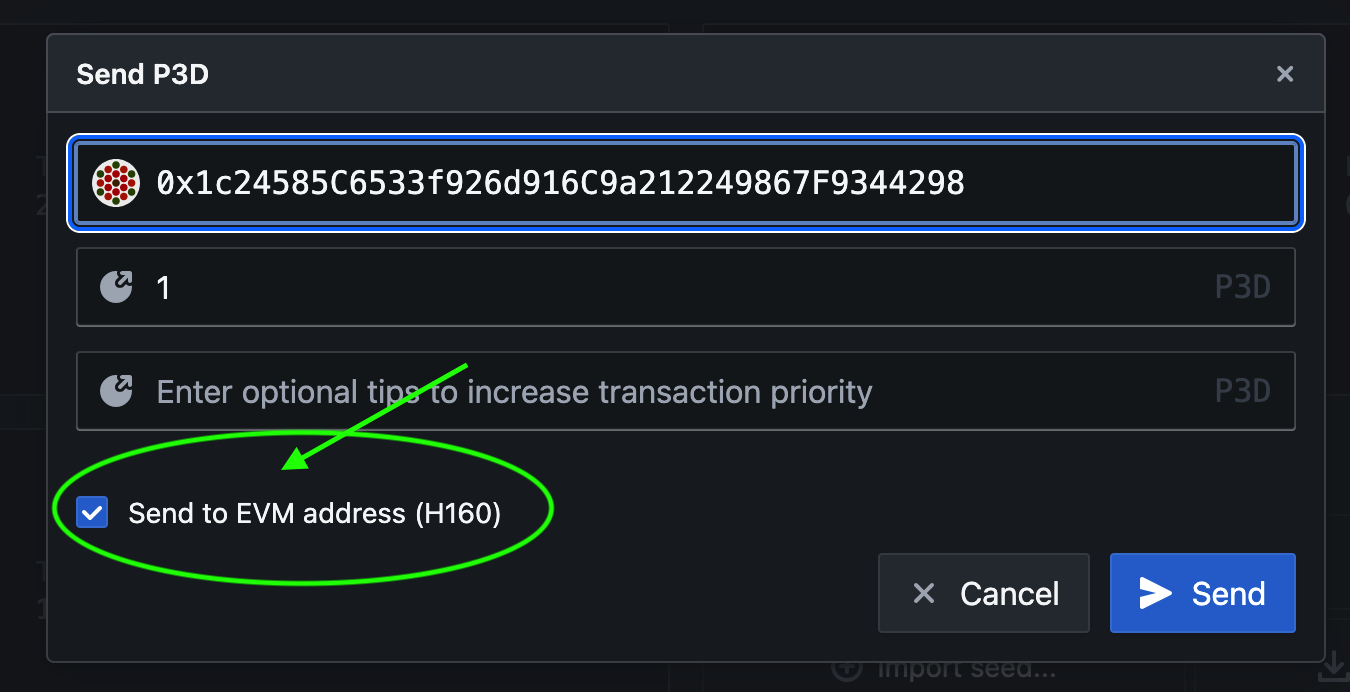 Send P3D
0x1c24585C6533f926d916C9a212249867F9344298
1 P3D
Enter optional tips to increase transaction priority P3D
Send to EVM address (H160)
Cancel Send
Import seed...